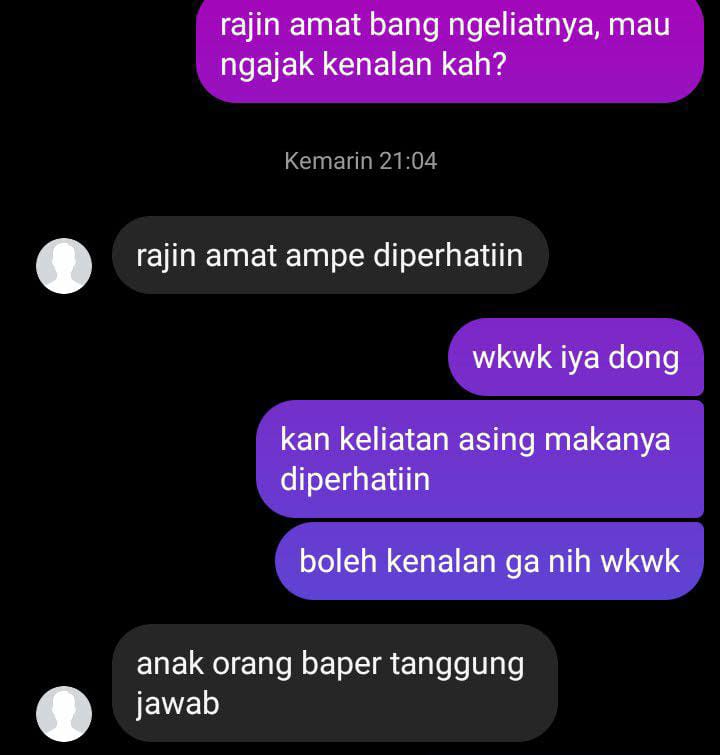 rajin amat bang ngeliatnya, mau
ngajak kenalan kah?
Kemarin 21:04
rajin amat ampe diperhatiin
wkwk iya dong
kan keliatan asing makanya
diperhatiin
boleh kenalan ga nih wkwk
anak orang baper tanggung
jawab